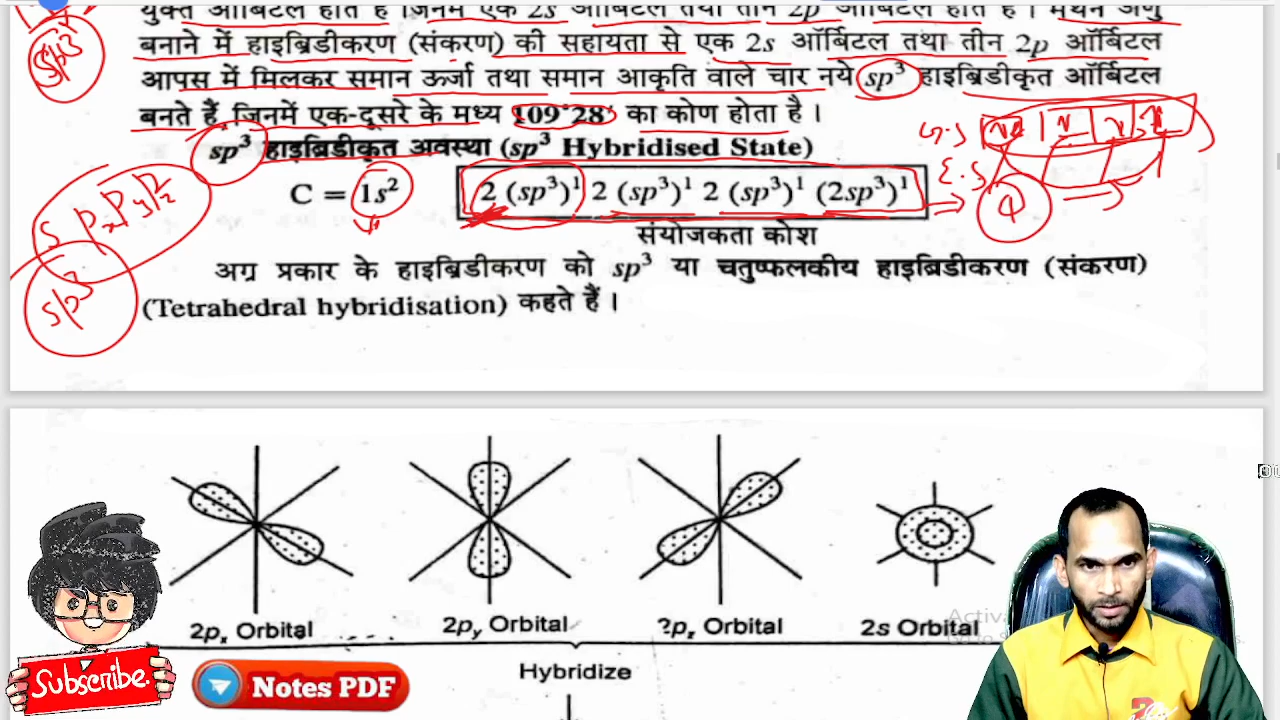 युक्त ऑर्बिटल होते हैं जिनमें एक 2s ऑर्बिटल तथा तीन 2p ऑर्बिटल होते हैं । मेथेन अणु
sp³
बनाने में हाइब्रिडीकरण (संकरण) की सहायता से एक 2s ऑर्बिटल तथा तीन 2p ऑर्बिटल
आपस में मिलकर समान ऊर्जा तथा समान आकृति वाले चार नये sp³ हाइब्रिडीकृत ऑर्बिटल
बनते हैं, जिनमें एक-दूसरे के मध्य 109°28' का कोण होता है ।
G.S
sp³ हाइब्रिडीकृत अवस्था (sp³ Hybridised State)
E.S
C = 1s² 2 (sp³)¹ 2 (sp³)¹ 2 (sp³)¹ (2sp³)¹
संयोजकता कोश
sp³
अग्र प्रकार के हाइब्रिडीकरण को sp³ या चतुष्फलकीय हाइब्रिडीकरण (संकरण)
(Tetrahedral hybridisation) कहते हैं ।
2pₓ Orbital 2py Orbital ?pz Orbital 2s Orbital
Hybridize
Subscribe.
Notes PDF